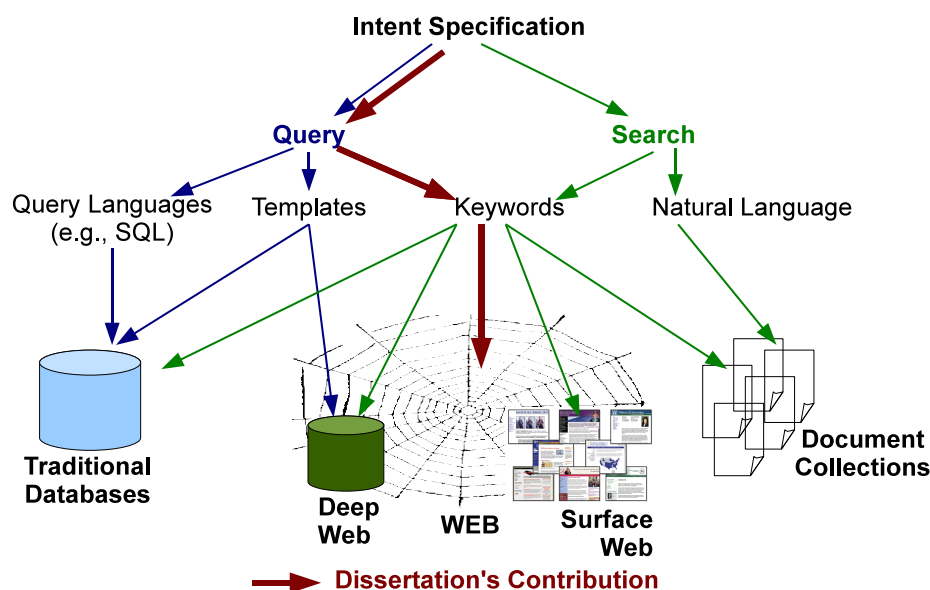 Intent Specification
Query
Search
Query Languages
(e.g., SQL)
Templates
Keywords
Natural Language
Traditional
Databases
Deep
Web
WEB
Surface
Web
Document
Collections
Dissertation's Contribution